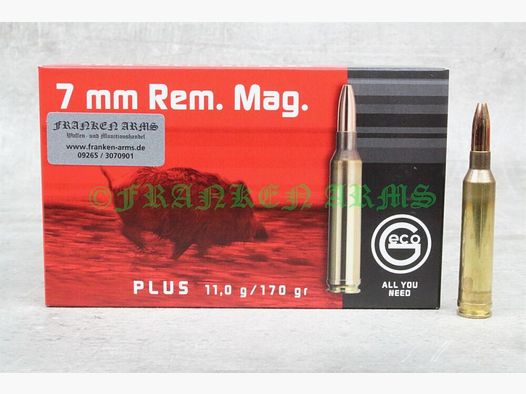 7 mm Rem. Mag.
FRANKEN ARMS
Waffen- und Munitionshandel
www.franken-arms.de
09265 / 3070901
©FRANKEN ARMS
Geco
ALL YOU
NEED
PLUS 11,0 g/170 gr